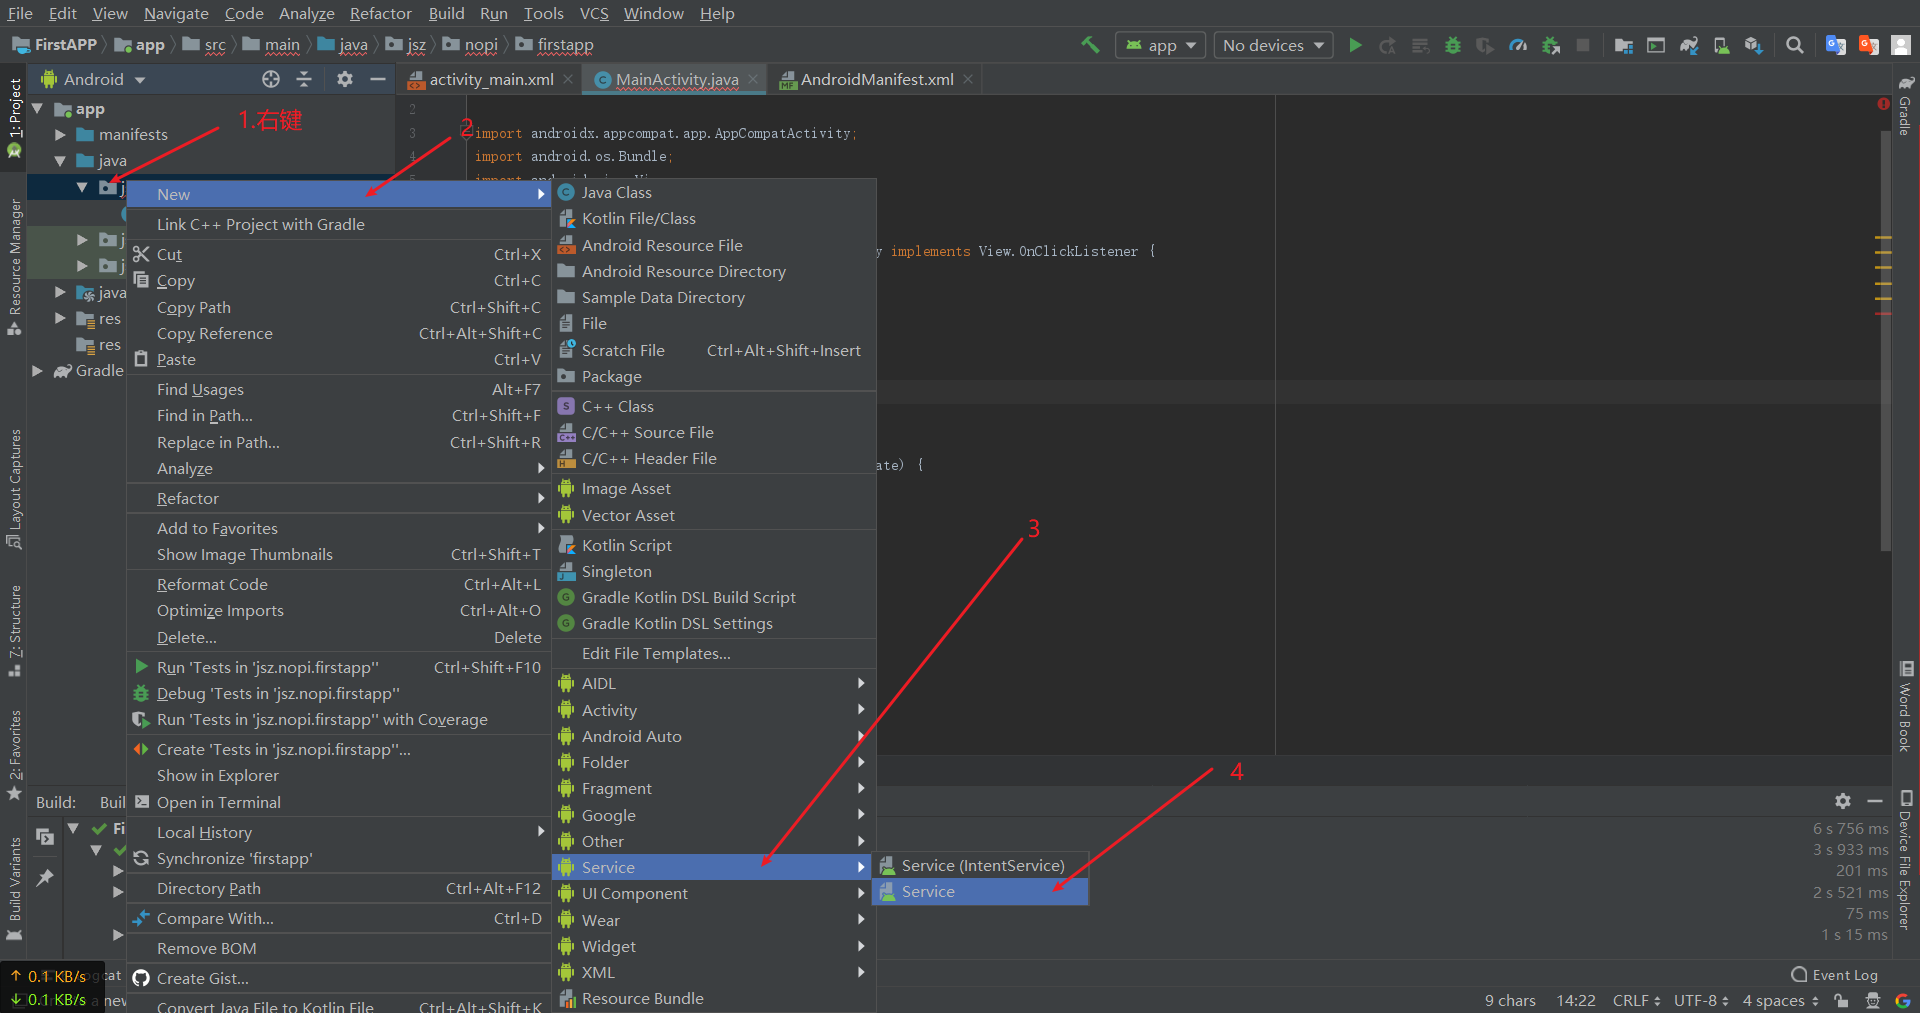 File Edit View Navigate Code Analyze Refactor Build Run Tools VCS Window Help
FirstAPP app src main java jsz nopi firstapp
app No devices
Android
activity_main.xml MainActivity.java AndroidManifest.xml
1: Project
Resource Manager
Layout Captures
7: Structure
2: Favorites
Build Variants
app
manifests
java
j
j
j
java
res
res
Gradle
1.右键
2
3
4
2
3 import androidx.appcompat.app.AppCompatActivity;
4 import android.os.Bundle;
y implements View.OnClickListener {
ate) {
New
Link C++ Project with Gradle
Cut Ctrl+X
Copy Ctrl+C
Copy Path Ctrl+Shift+C
Copy Reference Ctrl+Alt+Shift+C
Paste Ctrl+V
Find Usages Alt+F7
Find in Path... Ctrl+Shift+F
Replace in Path... Ctrl+Shift+R
Analyze
Refactor
Add to Favorites
Show Image Thumbnails Ctrl+Shift+T
Reformat Code Ctrl+Alt+L
Optimize Imports Ctrl+Alt+O
Delete... Delete
Run 'Tests in 'jsz.nopi.firstapp'' Ctrl+Shift+F10
Debug 'Tests in 'jsz.nopi.firstapp''
Run 'Tests in 'jsz.nopi.firstapp'' with Coverage
Create 'Tests in 'jsz.nopi.firstapp''...
Show in Explorer
Open in Terminal
Local History
Synchronize 'firstapp'
Directory Path Ctrl+Alt+F12
Compare With... Ctrl+D
Remove BOM
Create Gist...
Convert Java File to Kotlin File Ctrl+Alt+Shift+K
Java Class
Kotlin File/Class
Android Resource File
Android Resource Directory
Sample Data Directory
File
Scratch File Ctrl+Alt+Shift+Insert
Package
C++ Class
C/C++ Source File
C/C++ Header File
Image Asset
Vector Asset
Kotlin Script
Singleton
Gradle Kotlin DSL Build Script
Gradle Kotlin DSL Settings
Edit File Templates...
AIDL
Activity
Android Auto
Folder
Fragment
Google
Other
Service
UI Component
Wear
Widget
XML
Resource Bundle
Service (IntentService)
Service
Gradle
Word Book
Device File Explorer
Build: Buil
Fi
6 s 756 ms
3 s 933 ms
201 ms
2 s 521 ms
75 ms
1 s 15 ms
↑ 0.1 KB/s
gcat
Event Log
↓ 0.1 KB/s
a new
9 chars 14:22 CRLF UTF-8 4 spaces